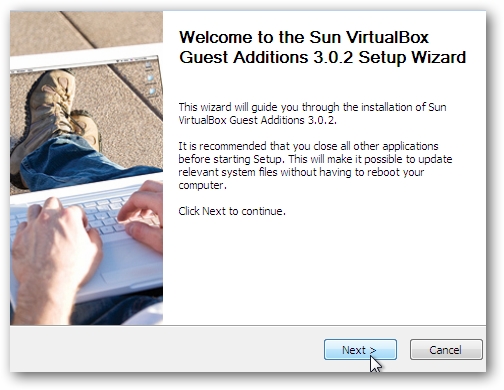 Welcome to the Sun VirtualBox
Guest Additions 3.0.2 Setup Wizard
This wizard will guide you through the installation of Sun
VirtualBox Guest Additions 3.0.2.
It is recommended that you close all other applications
before starting Setup. This will make it possible to update
relevant system files without having to reboot your
computer.
Click Next to continue.
Next >
Cancel